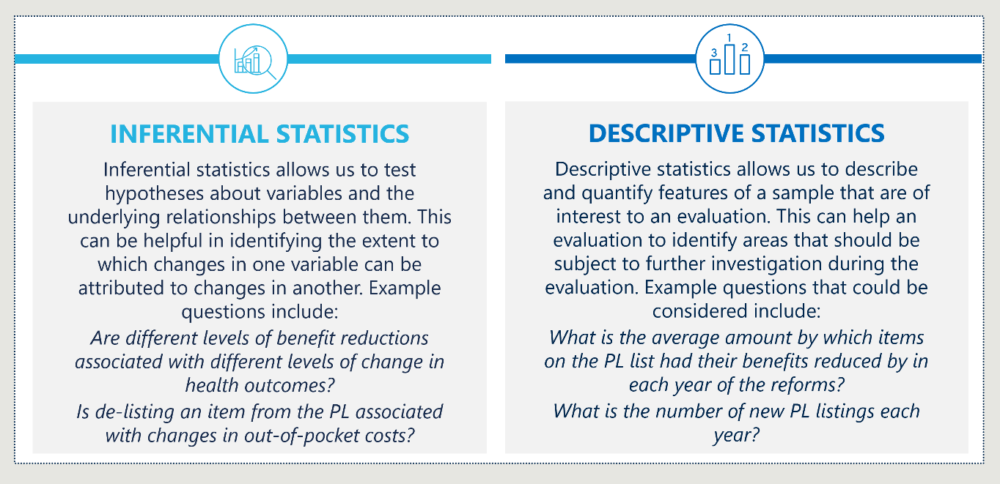 3
1
2
INFERENTIAL STATISTICS
Inferential statistics allows us to test
hypotheses about variables and the
underlying relationships between them. This
can be helpful in identifying the extent to
which changes in one variable can be
attributed to changes in another. Example
questions include:
Are different levels of benefit reductions
associated with different levels of change in
health outcomes?
Is de-listing an item from the PL associated
with changes in out-of-pocket costs?
DESCRIPTIVE STATISTICS
Descriptive statistics allows us to describe
and quantify features of a sample that are of
interest to an evaluation. This can help an
evaluation to identify areas that should be
subject to further investigation during the
evaluation. Example questions that could be
considered include:
What is the average amount by which items
on the PL list had their benefits reduced by in
each year of the reforms?
What is the number of new PL listings each
year?